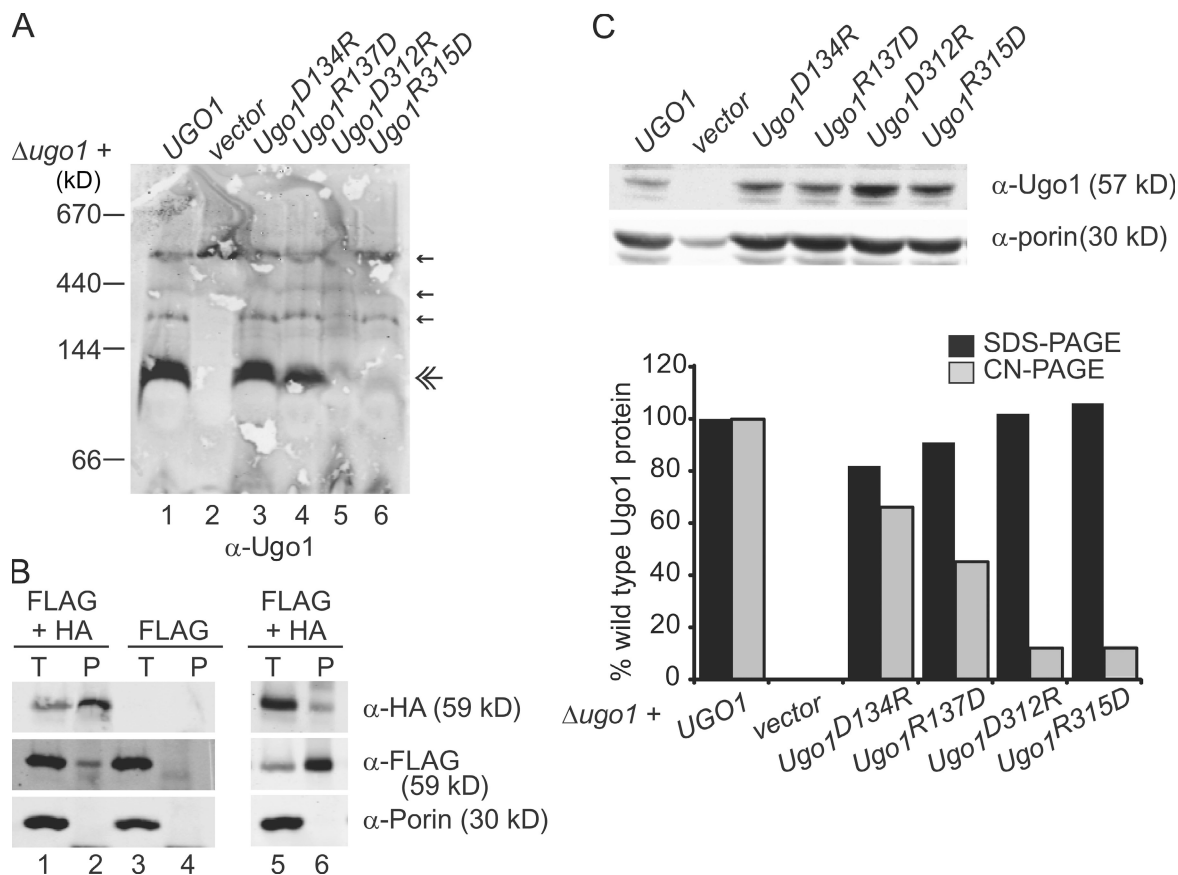 A
UGO1 vector Ugo1D134R Ugo1R137D Ugo1D312R Ugo1R315D
Δugo1 +
(kD)
670
440
144
66
1 2 3 4 5 6
α-Ugo1
B
FLAG + HA FLAG FLAG + HA
T P T P T P
α-HA (59 kD)
α-FLAG
(59 kD)
α-Porin (30 kD)
1 2 3 4 5 6
C
UGO1 vector Ugo1D134R Ugo1R137D Ugo1D312R Ugo1R315D
α-Ugo1 (57 kD)
α-porin(30 kD)
SDS-PAGE
CN-PAGE
% wild type Ugo1 protein
120
100
80
60
40
20
0
Δugo1 + UGO1 vector Ugo1D134R Ugo1R137D Ugo1D312R Ugo1R315D